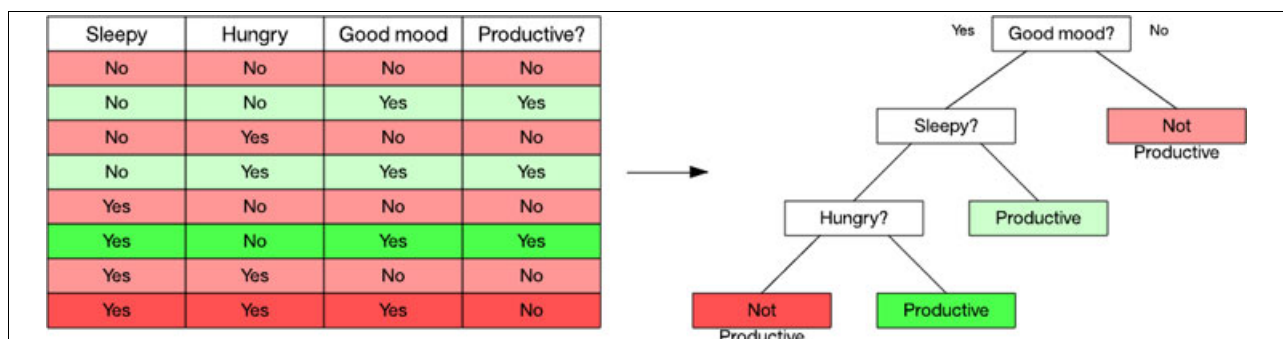 Sleepy Hungry Good mood Productive?
No No No No
No No Yes Yes
No Yes No No
No Yes Yes Yes
Yes No No No
Yes No Yes Yes
Yes Yes No No
Yes Yes Yes No
Yes Good mood? No
Sleepy? Not
Productive
Hungry? Productive
Not Productive
Productive